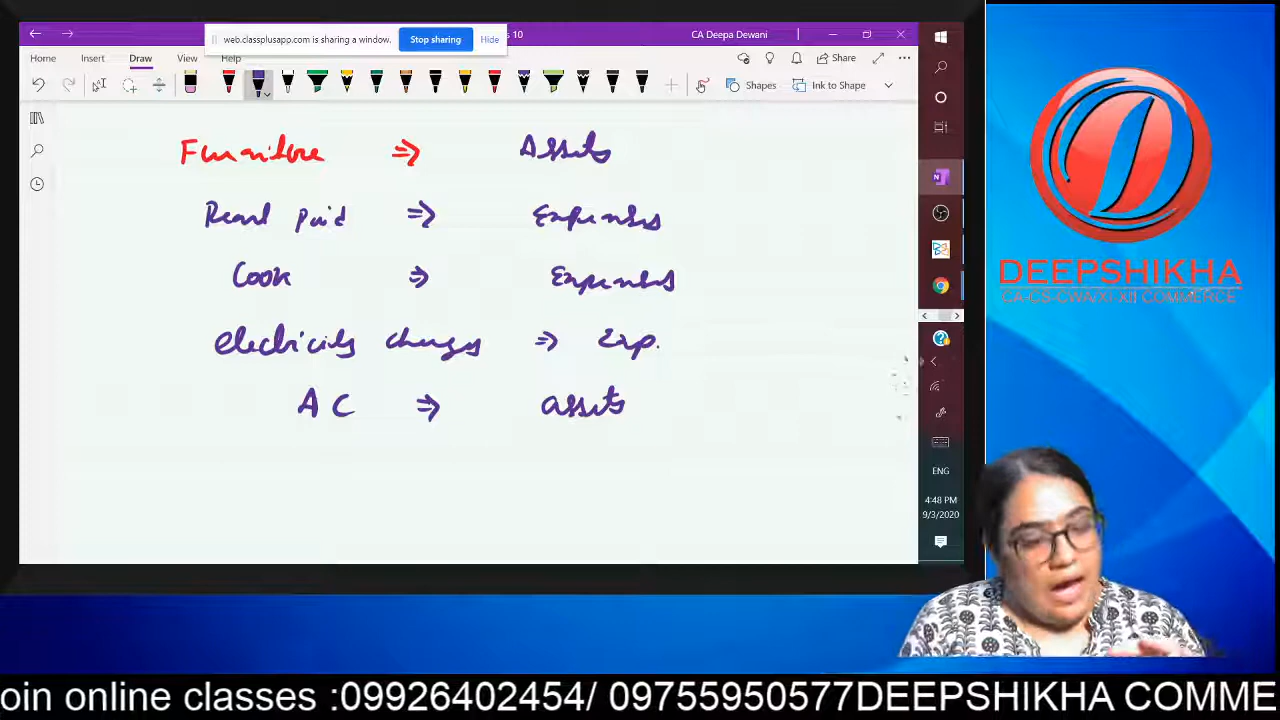 web.classplusapp.com is sharing a window. Stop sharing Hide
s 10
CA Deepa Dewani
Home Insert Draw View Help
Share
Shapes Ink to Shape
Furniture ⇒ Assets
Rent paid ⇒ Expenses
Cook ⇒ Expenses
electricity charges ⇒ Exp.
AC ⇒ assets
ENG
4:48 PM
9/3/2020
D
DEEPSHIKHA
CA-CS-CWA/XI-XII COMMERCE
oin online classes :09926402454/ 09755950577DEEPSHIKHA COMME